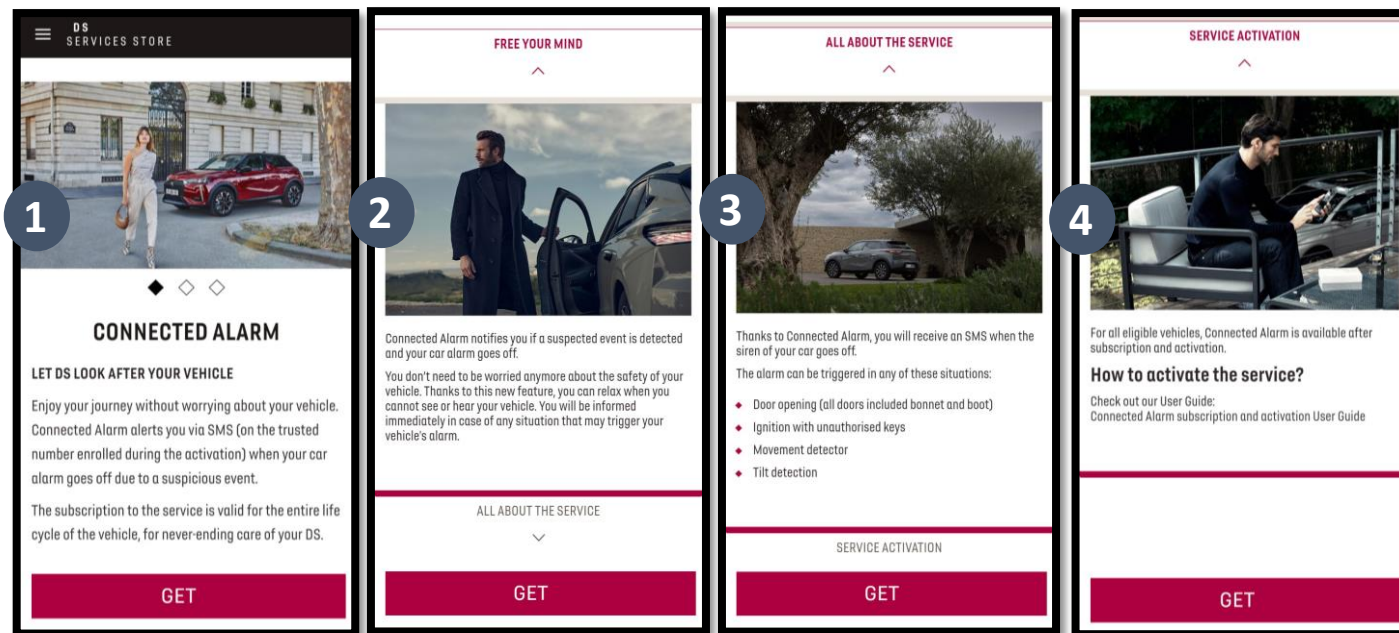 1
DS
SERVICES STORE
CONNECTED ALARM
LET DS LOOK AFTER YOUR VEHICLE
Enjoy your journey without worrying about your vehicle.
Connected Alarm alerts you via SMS (on the trusted
number enrolled during the activation) when your car
alarm goes off due to a suspicious event.
The subscription to the service is valid for the entire life
cycle of the vehicle, for never-ending care of your DS.
GET
2
FREE YOUR MIND
Connected Alarm notifies you if a suspected event is detected
and your car alarm goes off.
You don't need to be worried anymore about the safety of your
vehicle. Thanks to this new feature, you can relax when you
cannot see or hear your vehicle. You will be informed
immediately in case of any situation that may trigger your
vehicle's alarm.
ALL ABOUT THE SERVICE
GET
3
ALL ABOUT THE SERVICE
Thanks to Connected Alarm, you will receive an SMS when the
siren of your car goes off.
The alarm can be triggered in any of these situations:
Door opening (all doors included bonnet and boot)
Ignition with unauthorised keys
Movement detector
Tilt detection
SERVICE ACTIVATION
GET
4
SERVICE ACTIVATION
For all eligible vehicles, Connected Alarm is available after
subscription and activation.
How to activate the service?
Check out our User Guide:
Connected Alarm subscription and activation User Guide
GET